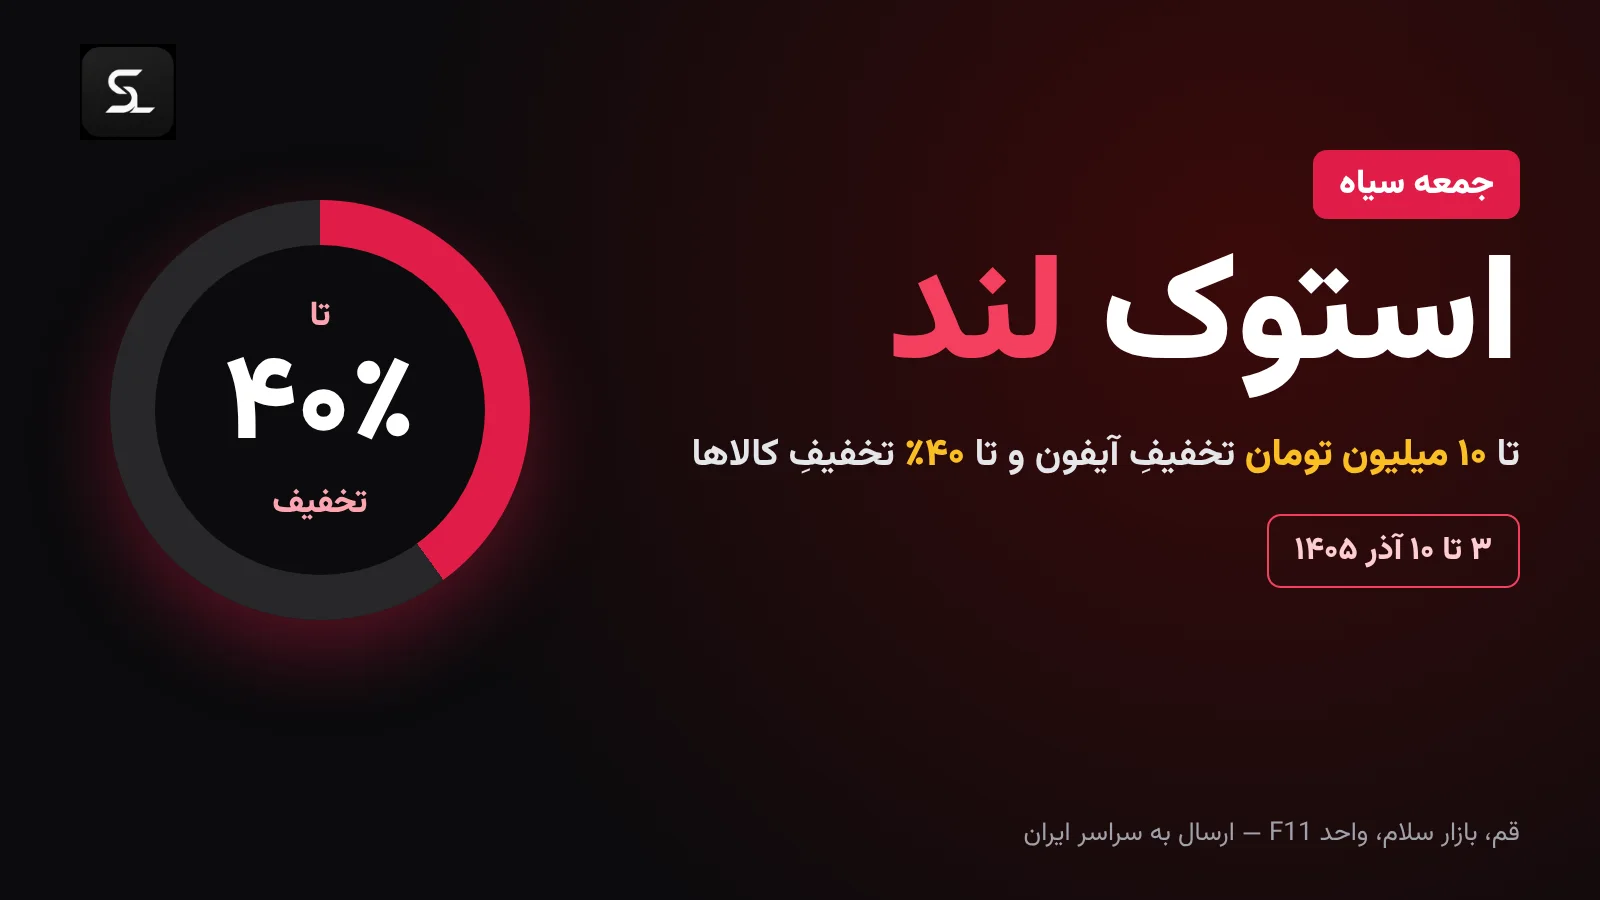 SL
جمعه سیاه
استوک لند
تا ۱۰ میلیون تومان تخفیفِ آیفون و تا ۴۰٪ تخفیفِ کالاها
۳ تا ۱۰ آذر ۱۴۰۵
تا
۴۰٪
تخفیف
قم، بازار سلام، واحد F11 — ارسال به سراسر ایران